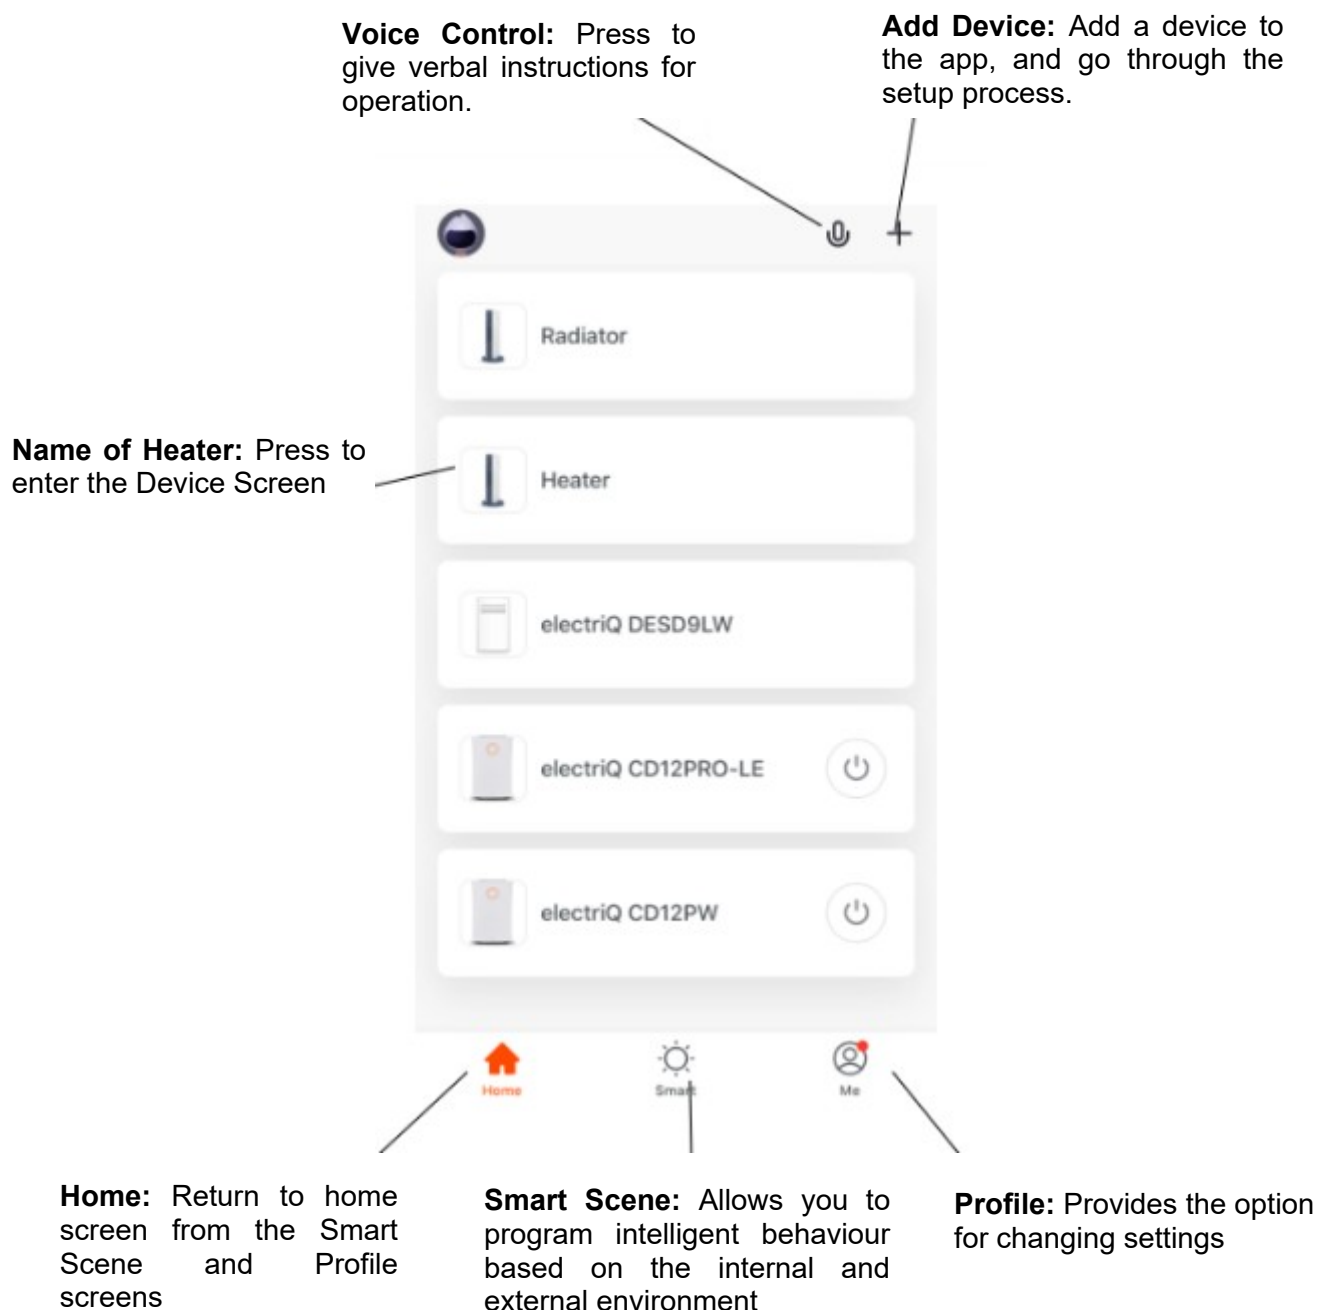 Voice Control: Press to
give verbal instructions for
operation.
Add Device: Add a device to
the app, and go through the
setup process.
Radiator
Name of Heater: Press to
enter the Device Screen
Heater
electriQ DESD9LW
electriQ CD12PRO-LE
electriQ CD12PW
Home
Smart
Me
Home: Return to home
screen from the Smart
Scene and Profile
screens
Smart Scene: Allows you to
program intelligent behaviour
based on the internal and
external environment
Profile: Provides the option
for changing settings